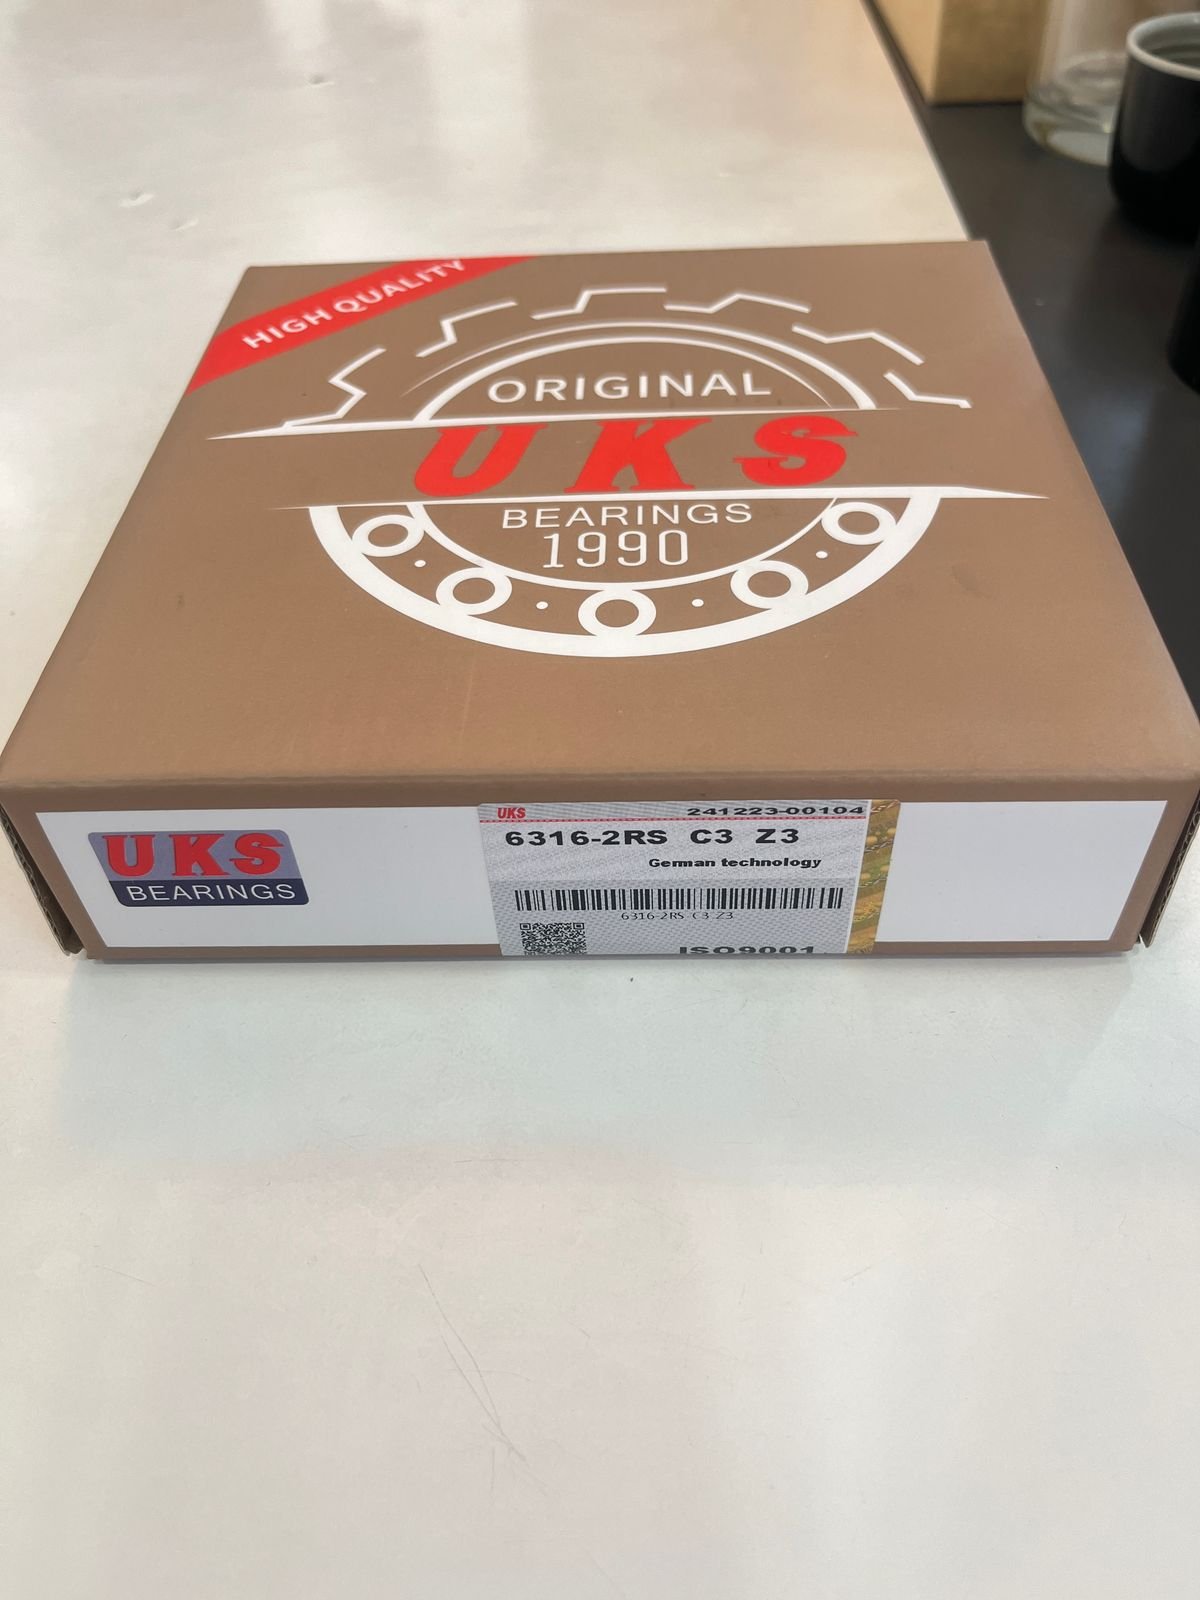 HIGH QUALITY
ORIGINAL
UKS
BEARINGS
1990
UKS
BEARINGS
UKS 241223-00104
6316-2RS C3 Z3
German technology
6316-2RS C3 Z3
ISO9001